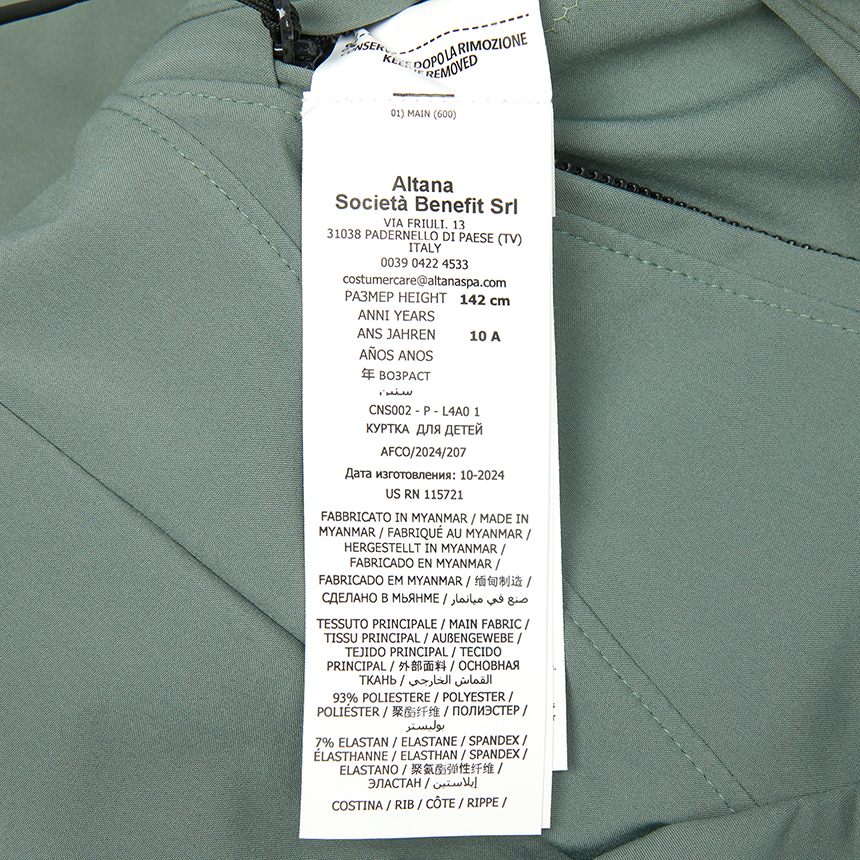 CONSERV DOPO LA RIMOZIONE
REMOVED
01) MAIN (600)
Altana
Società Benefit Srl
VIA FRIULI. 13
31038 PADERNELLO DI PAESE (TV)
ITALY
0039 0422 4533
costumercare@altanaspa.com
РАЗМЕР HEIGHT 142 cm
ANNI YEARS
ANS JAHREN 10 A
AÑOS ANOS
年 ВОЗРАСТ
CNS002 - P - L4A0 1
КУРТКА ДЛЯ ДЕТЕЙ
AFCO/2024/207
Дата изготовления: 10-2024
US RN 115721
FABBRICATO IN MYANMAR / MADE IN
MYANMAR / FABRIQUÉ AU MYANMAR /
HERGESTELLT IN MYANMAR /
FABRICADO EN MYANMAR /
FABRICADO EM MYANMAR / 缅甸制造 /
СДЕЛАНО В МЬЯНМЕ / صنع في ميانمار
TESSUTO PRINCIPALE / MAIN FABRIC /
TISSU PRINCIPAL / AUßENGEWEBE /
TEJIDO PRINCIPAL / TECIDO
PRINCIPAL / 外部面料 / ОСНОВНАЯ
ТКАНЬ / القماش الخارجي
93% POLIESTERE / POLYESTER /
POLIÉSTER / 聚酯纤维 / ПОЛИЭСТЕР /
بوليستر
7% ELASTAN / ELASTANE / SPANDEX /
ÉLASTHANNE / ELASTHAN / SPANDEX /
ELASTANO / 聚氨酯弹性纤维 /
ЭЛАСТАН / إيلاستين
COSTINA / RIB / CÔTE / RIPPE /